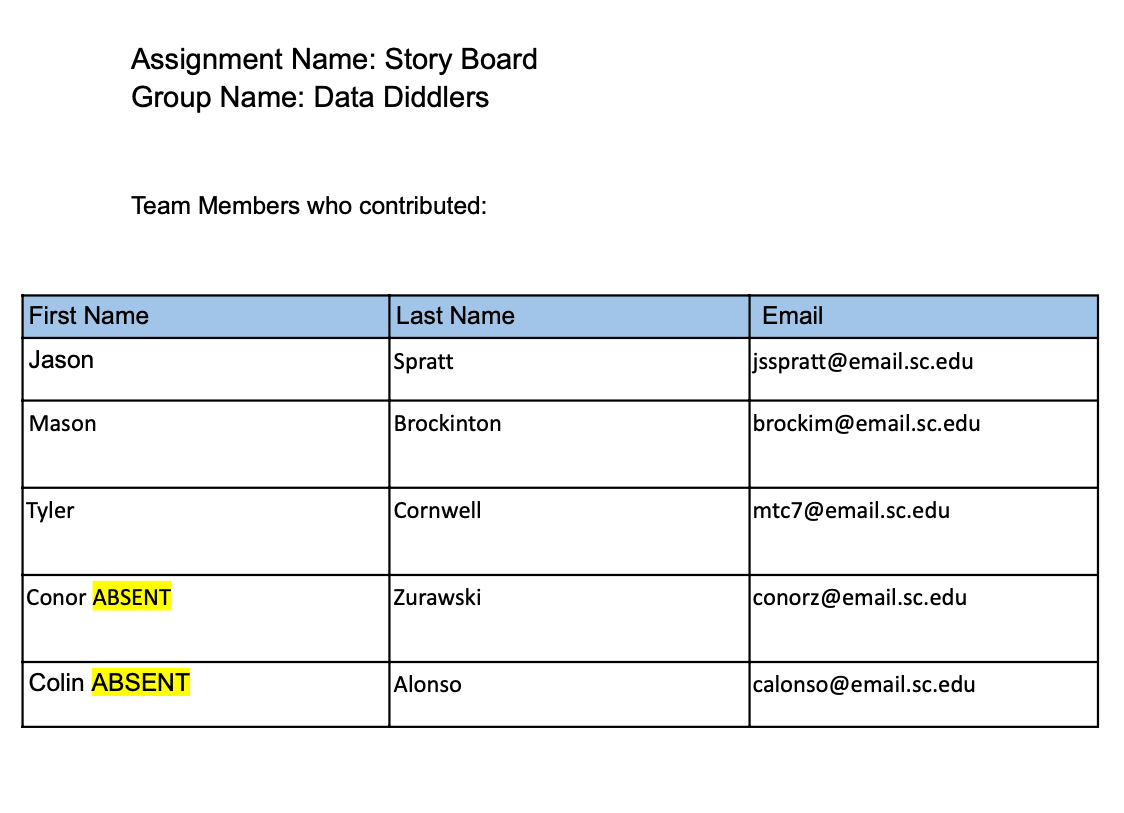 Assignment Name: Story Board
Group Name: Data Diddlers
Team Members who contributed:
First Name Last Name Email
Jason Spratt jsspratt@email.sc.edu
Mason Brockinton brockim@email.sc.edu
Tyler Cornwell mtc7@email.sc.edu
Conor ABSENT Zurawski conorz@email.sc.edu
Colin ABSENT Alonso calonso@email.sc.edu